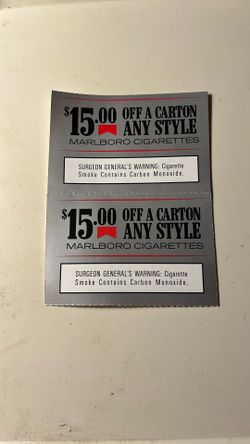 $15.00 OFF A CARTON
ANY STYLE
MARLBORO CIGARETTES
SURGEON GENERAL'S WARNING: Cigarette
Smoke Contains Carbon Monoxide.
$15.00 OFF A CARTON
ANY STYLE
MARLBORO CIGARETTES
SURGEON GENERAL'S WARNING: Cigarette
Smoke Contains Carbon Monoxide.